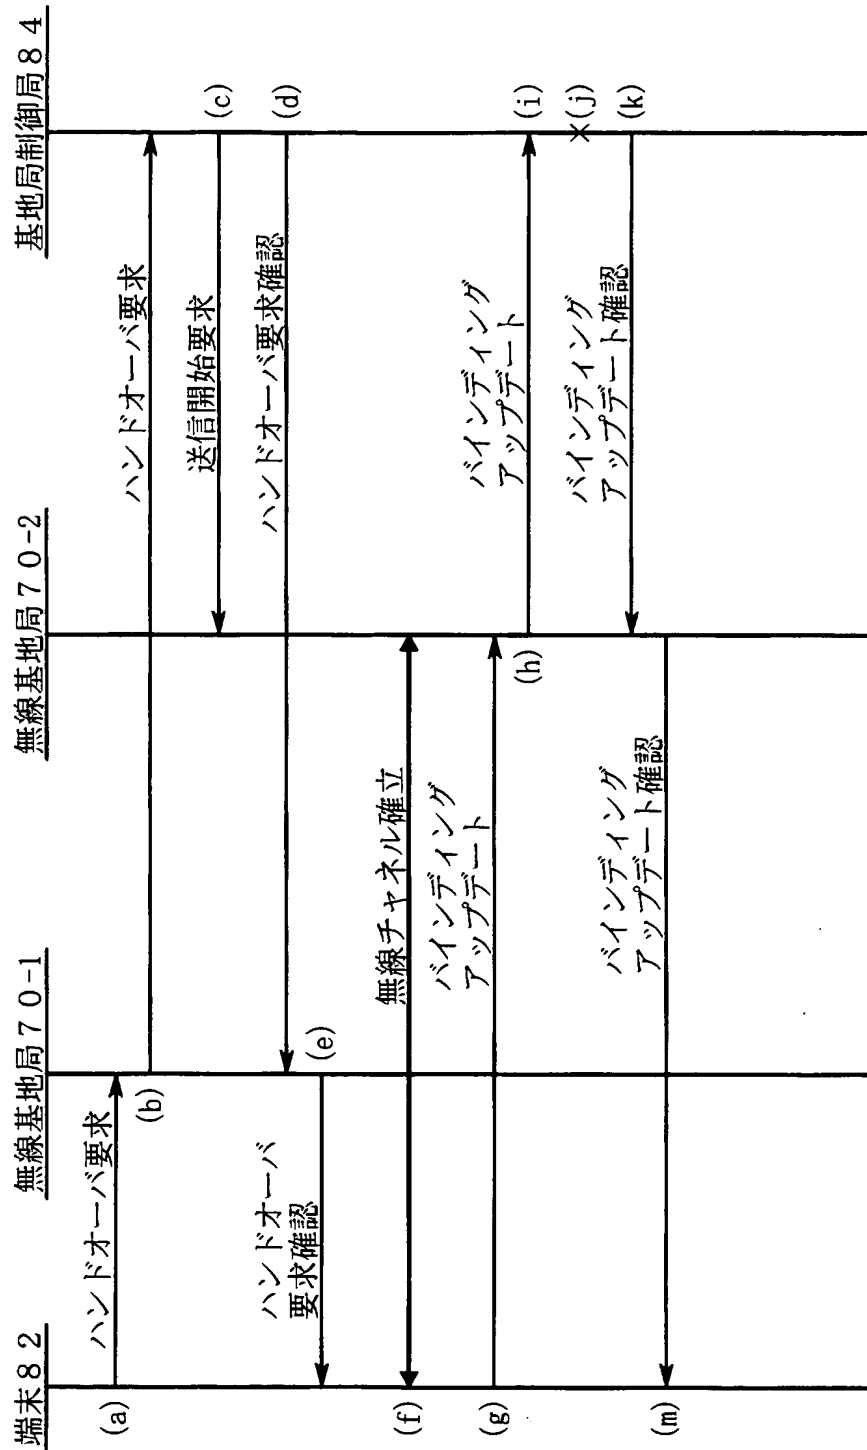 端末８２
無線基地局７０-１
無線基地局７０-２
基地局制御局８４
(a)
ハンドオーバ要求
(b)
ハンドオーバ要求
送信開始要求
(c)
ハンドオーバ要求確認
(d)
ハンドオーバ
要求確認
(e)
(f)
無線チャネル確立
(g)
バインディング
アップデート
(h)
バインディング
アップデート
(i)
×(j)
バインディング
アップデート確認
(k)
(m)
バインディング
アップデート確認